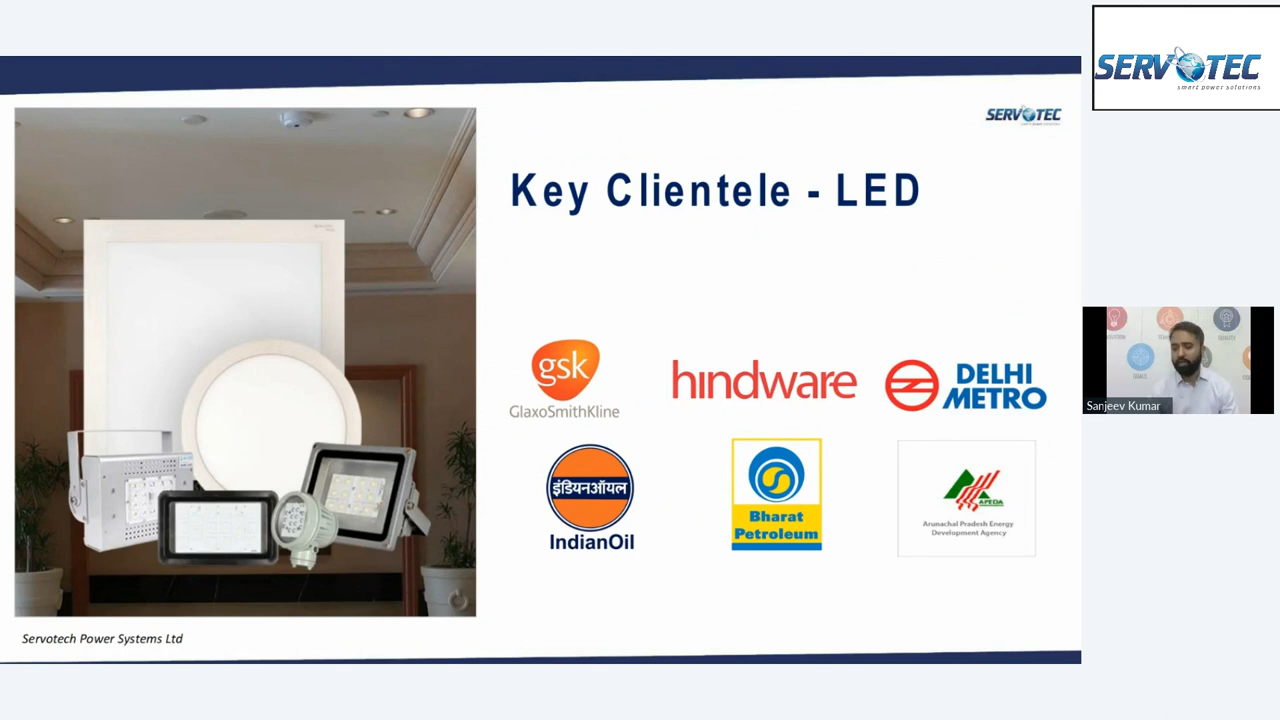 SERVOTEC
smart power solutions
SERVOTEC
Key Clientele - LED
gsk
GlaxoSmithKline
hindware
DELHI
METRO
इंडियनऑयल
IndianOil
Bharat
Petroleum
APEDA
Arunachal Pradesh Energy
Development Agency
Sanjeev Kumar
Servotech Power Systems Ltd